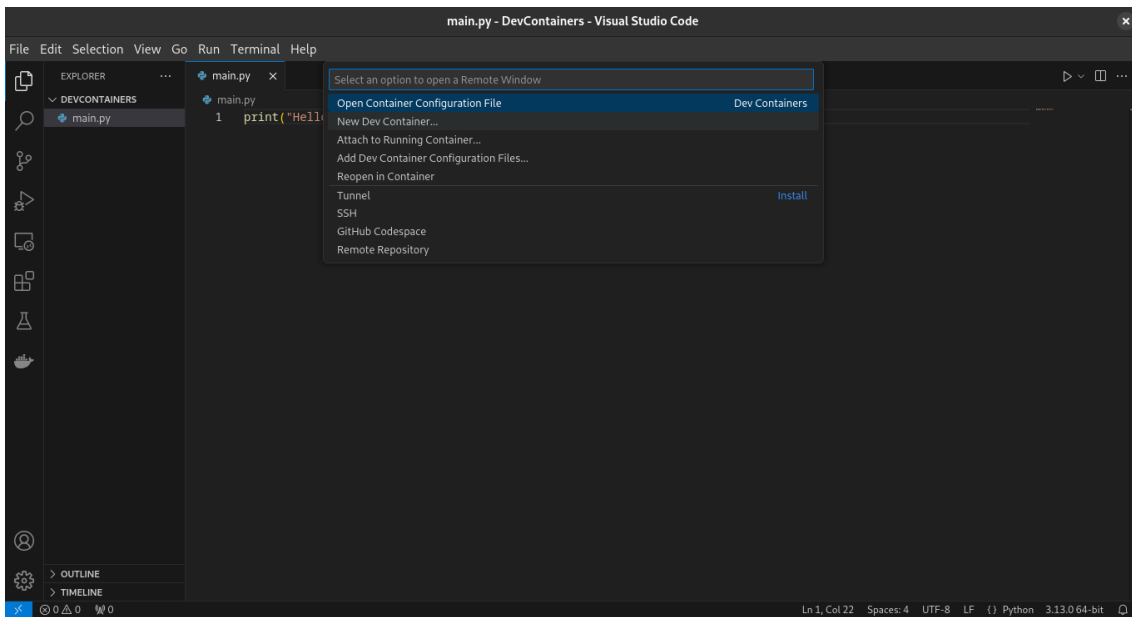 main.py - DevContainers - Visual Studio Code
File Edit Selection View Go Run Terminal Help
EXPLORER
DEVCONTAINERS
main.py
OUTLINE
TIMELINE
main.py
main.py
1 print("Hell
Select an option to open a Remote Window
Open Container Configuration File Dev Containers
New Dev Container...
Attach to Running Container...
Add Dev Container Configuration Files...
Reopen in Container
Tunnel Install
SSH
GitHub Codespace
Remote Repository
0 0 0 Ln 1, Col 22 Spaces: 4 UTF-8 LF {} Python 3.13.0 64-bit